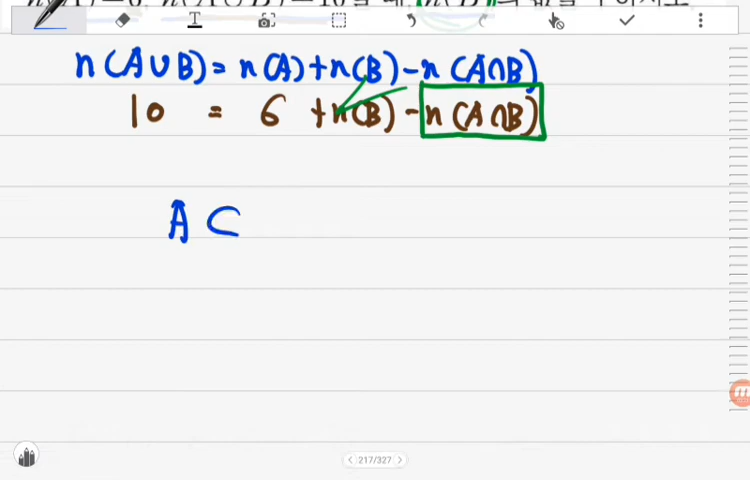 n(A∪B)=n(A)+n(B)-n(A∩B)
10 = 6 +n(B)-n(A∩B)
A ⊂
217/327